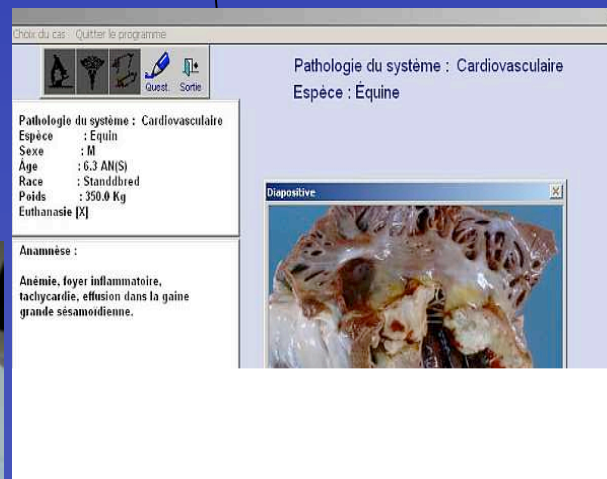 Choix du cas Quitter le programme
Quest. Sortie
Pathologie du système : Cardiovasculaire
Espèce : Équine
Pathologie du système : Cardiovasculaire
Espèce : Equin
Sexe : M
Âge : 6.3 AN(S)
Race : Standdbred
Poids : 350.0 Kg
Euthanasie [X]
Diapositive
Anamnèse :
Anémie, foyer inflammatoire,
tachycardie, effusion dans la gaine
grande sésamoïdienne.